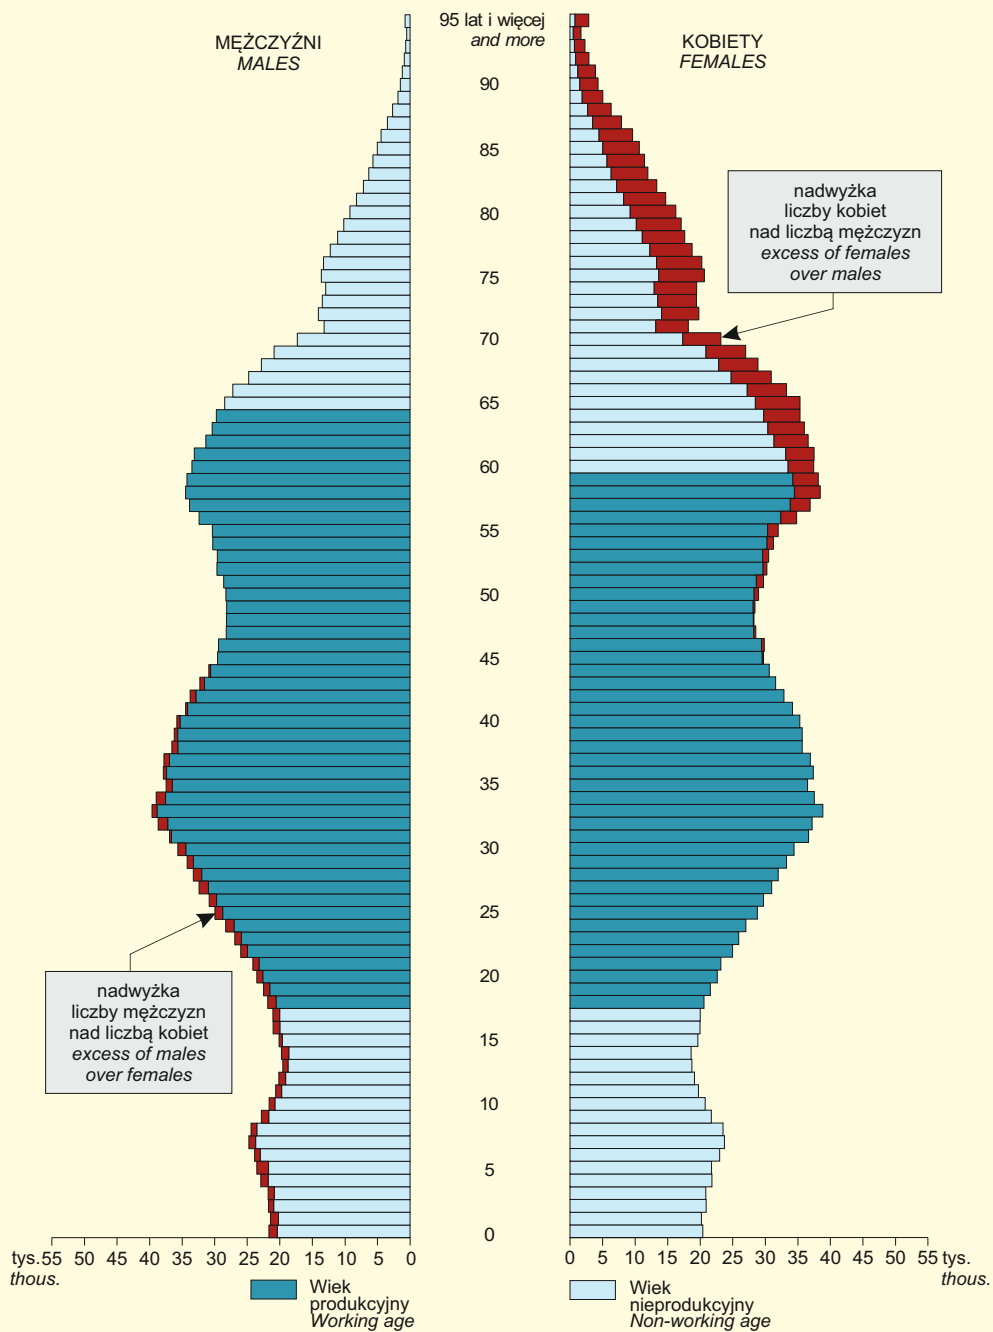 95 lat i więcej
and more
MĘŻCZYŹNI
MALES
KOBIETY
FEMALES
90
85
80
75
70
65
60
55
50
45
40
35
30
25
20
15
10
5
0
nadwyżka
liczby kobiet
nad liczbą mężczyzn
excess of females
over males
nadwyżka
liczby mężczyzn
nad liczbą kobiet
excess of males
over females
tys. 55 50 45 40 35 30 25 20 15 10 5 0
thous.
0 5 10 15 20 25 30 35 40 45 50 55 tys.
thous.
Wiek
produkcyjny
Working age
Wiek
nieprodukcyjny
Non-working age